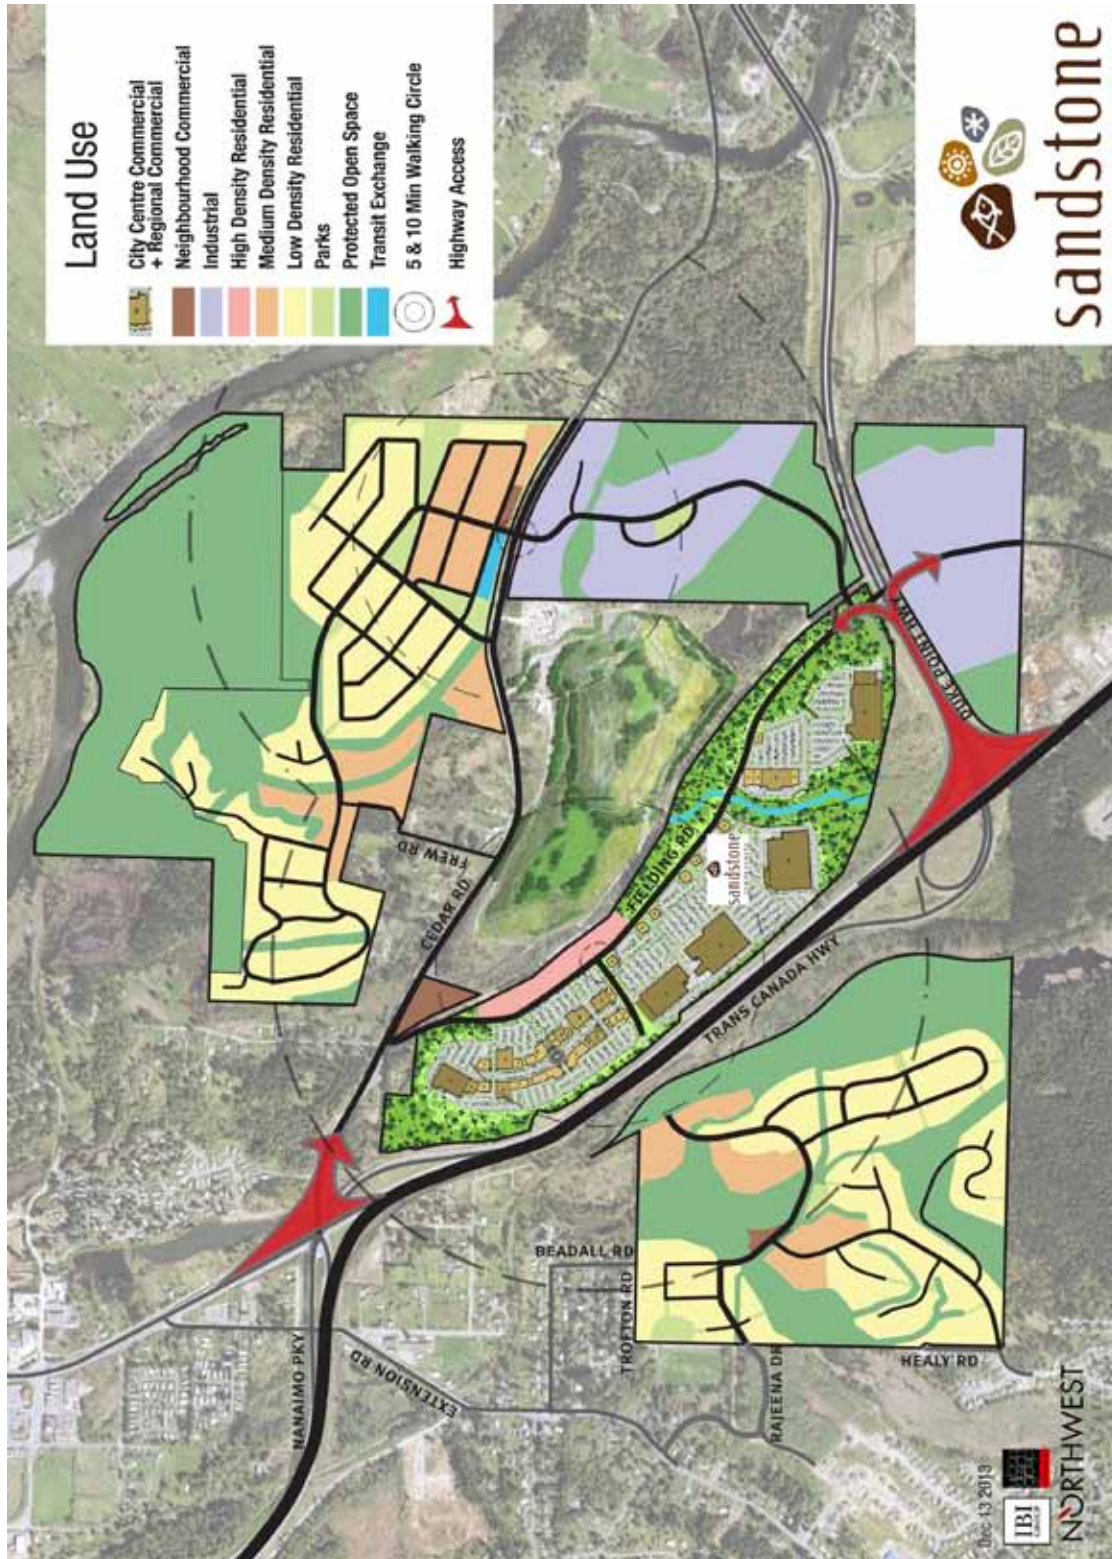 Land Use
City Centre Commercial
+ Regional Commercial
Neighbourhood Commercial
Industrial
High Density Residential
Medium Density Residential
Low Density Residential
Parks
Protected Open Space
Transit Exchange
5 & 10 Min Walking Circle
Highway Access
sandstone
FREW RD
CEDAR RD
FIELDING RD
sandstone
DUKE POINT HWY
TRANS CANADA HWY
NANAIMO PKY
EXTENSION RD
BEADALL RD
TROFTON RD
RAJEENA DR
HEALY RD
Dec 13 2013
IBI
GROUP
NORTHWEST